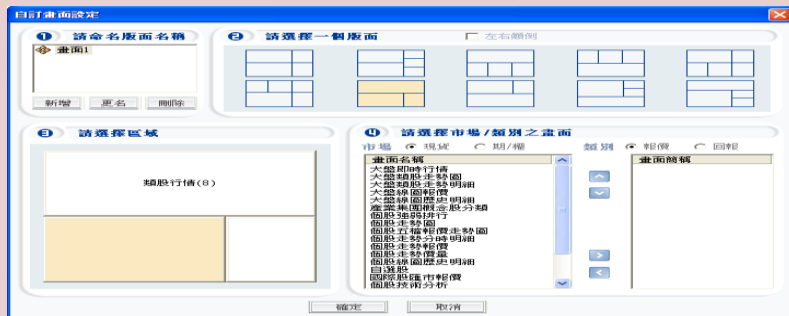 自訂畫面設定
1 請命名版面名稱
畫面1
新增 更名 刪除
2 請選擇一個版面
左右顛倒
3 請選擇區域
類股行情(8)
4 請選擇市場/類別之畫面
市場 現貨 期/權 類別 報價 回報
畫面名稱
大盤即時行情
大盤類股走勢圖
大盤類股走勢明細
大盤線圖報價
大盤線圖歷史明細
產業集團概念股分類
個股強弱排行
個股走勢圖
個股五檔報價走勢圖
個股走勢分時明細
個股走勢報價
個股走勢價量
個股線圖歷史明細
自選股
國際股匯市報價
個股技術分析
畫面簡稱
確定 取消